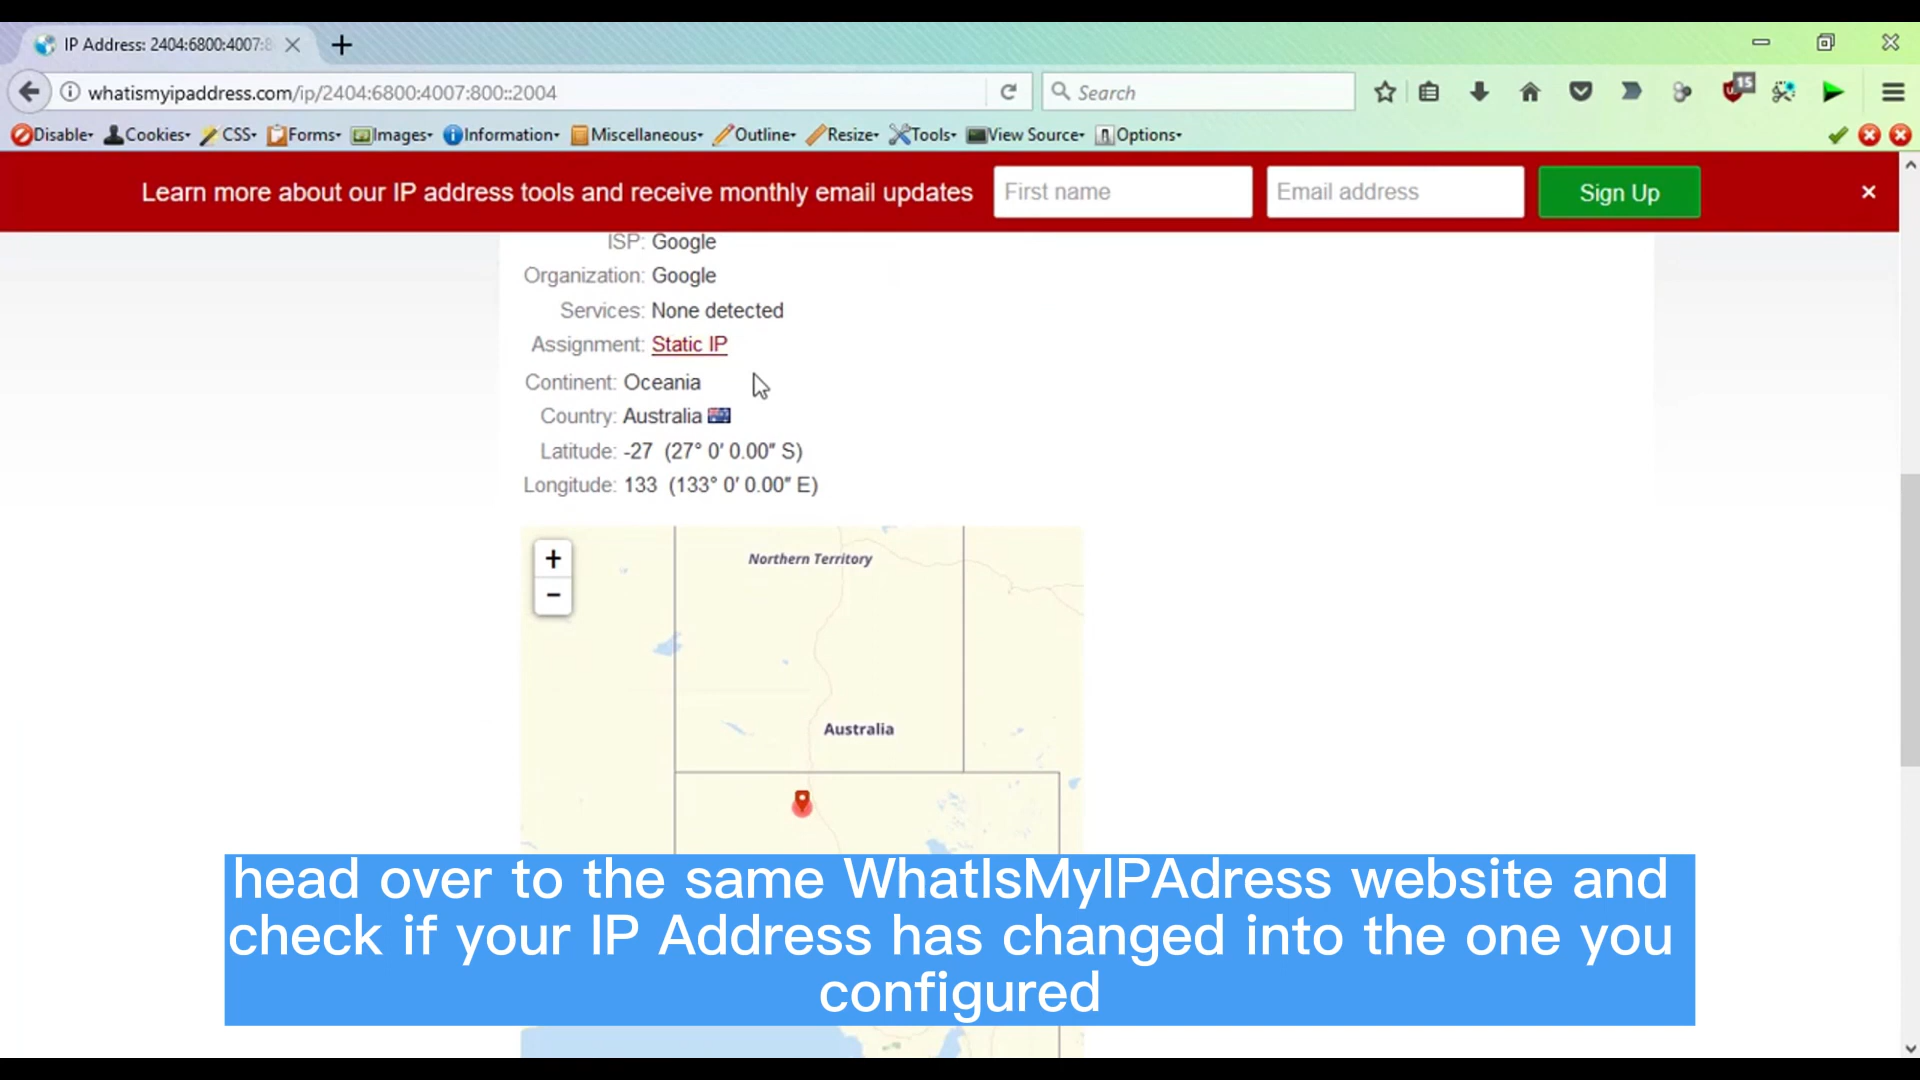 IP Address: 2404:6800:4007:8
whatismyipaddress.com/ip/2404:6800:4007:800::2004
Search
15
Disable
Cookies
CSS
Forms
Images
Information
Miscellaneous
Outline
Resize
Tools
View Source
Options
Learn more about our IP address tools and receive monthly email updates
First name
Email address
Sign Up
ISP: Google
Organization: Google
Services: None detected
Assignment: Static IP
Continent: Oceania
Country: Australia
Latitude: -27 (27° 0′ 0.00″ S)
Longitude: 133 (133° 0′ 0.00″ E)
+
−
Northern Territory
Australia
head over to the same WhatIsMyIPAdress website and
check if your IP Address has changed into the one you
configured